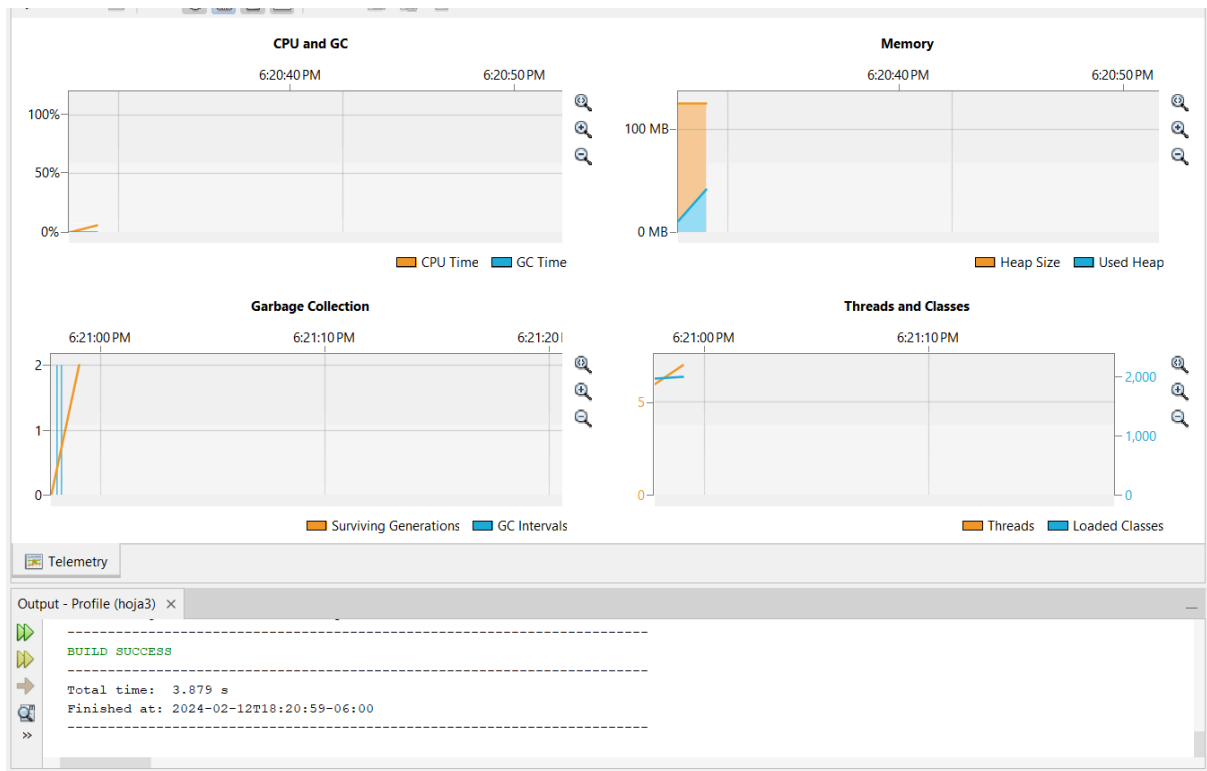 CPU and GC
6:20:40 PM 6:20:50 PM
100%
50%
0%
CPU Time GC Time
Memory
6:20:40 PM 6:20:50 PM
100 MB
0 MB
Heap Size Used Heap
Garbage Collection
6:21:00 PM 6:21:10 PM 6:21:20
2
1
0
Surviving Generations GC Intervals
Threads and Classes
6:21:00 PM 6:21:10 PM
5 2,000
1,000
0 0
Threads Loaded Classes
Telemetry
Output - Profile (hoja3)
------------------------------------------------------------------------
BUILD SUCCESS
------------------------------------------------------------------------
Total time: 3.879 s
Finished at: 2024-02-12T18:20:59-06:00
------------------------------------------------------------------------